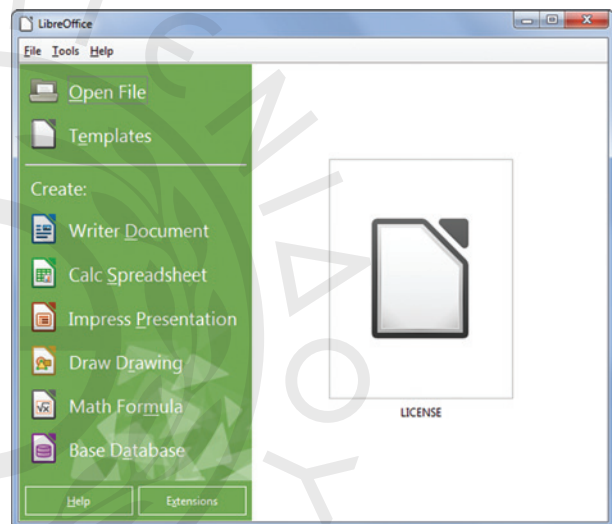 LibreOffice
File Tools Help
Open File
Templates
Create:
Writer Document
Calc Spreadsheet
Impress Presentation
Draw Drawing
Math Formula
Base Database
Help Extensions
LICENSE